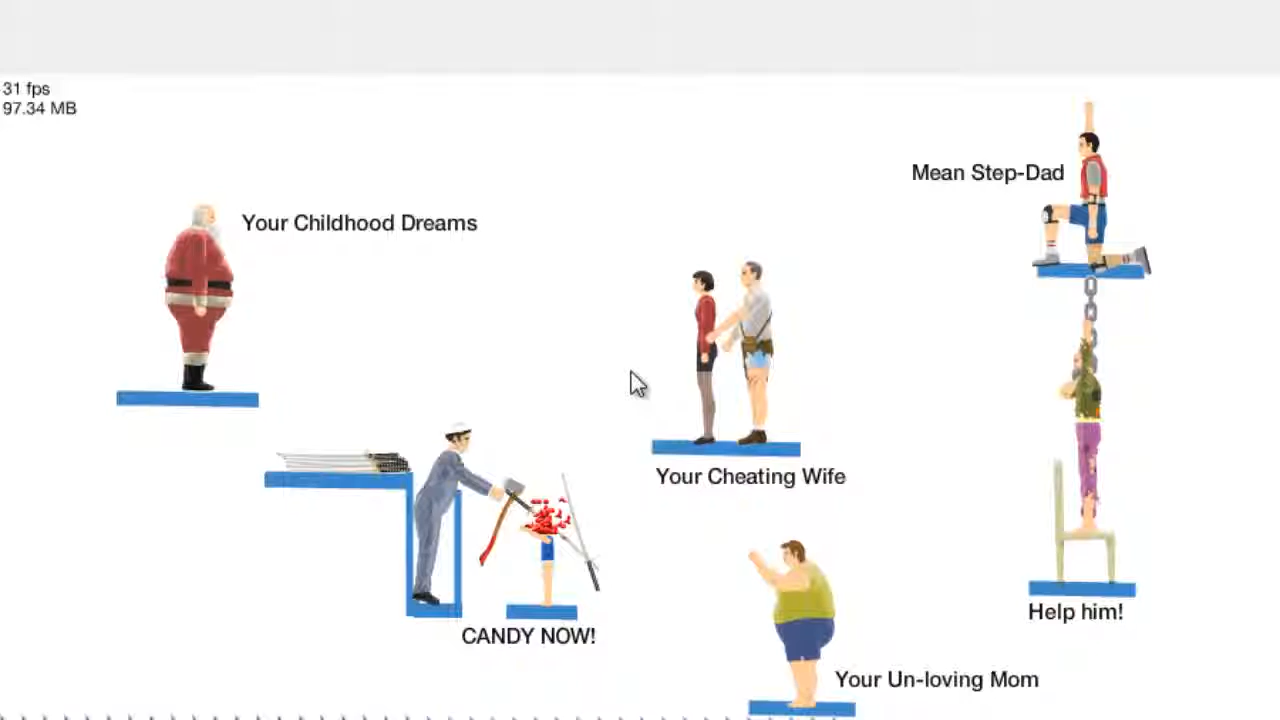 31 fps
97.34 MB
Mean Step-Dad
Your Childhood Dreams
Your Cheating Wife
Help him!
CANDY NOW!
Your Un-loving Mom